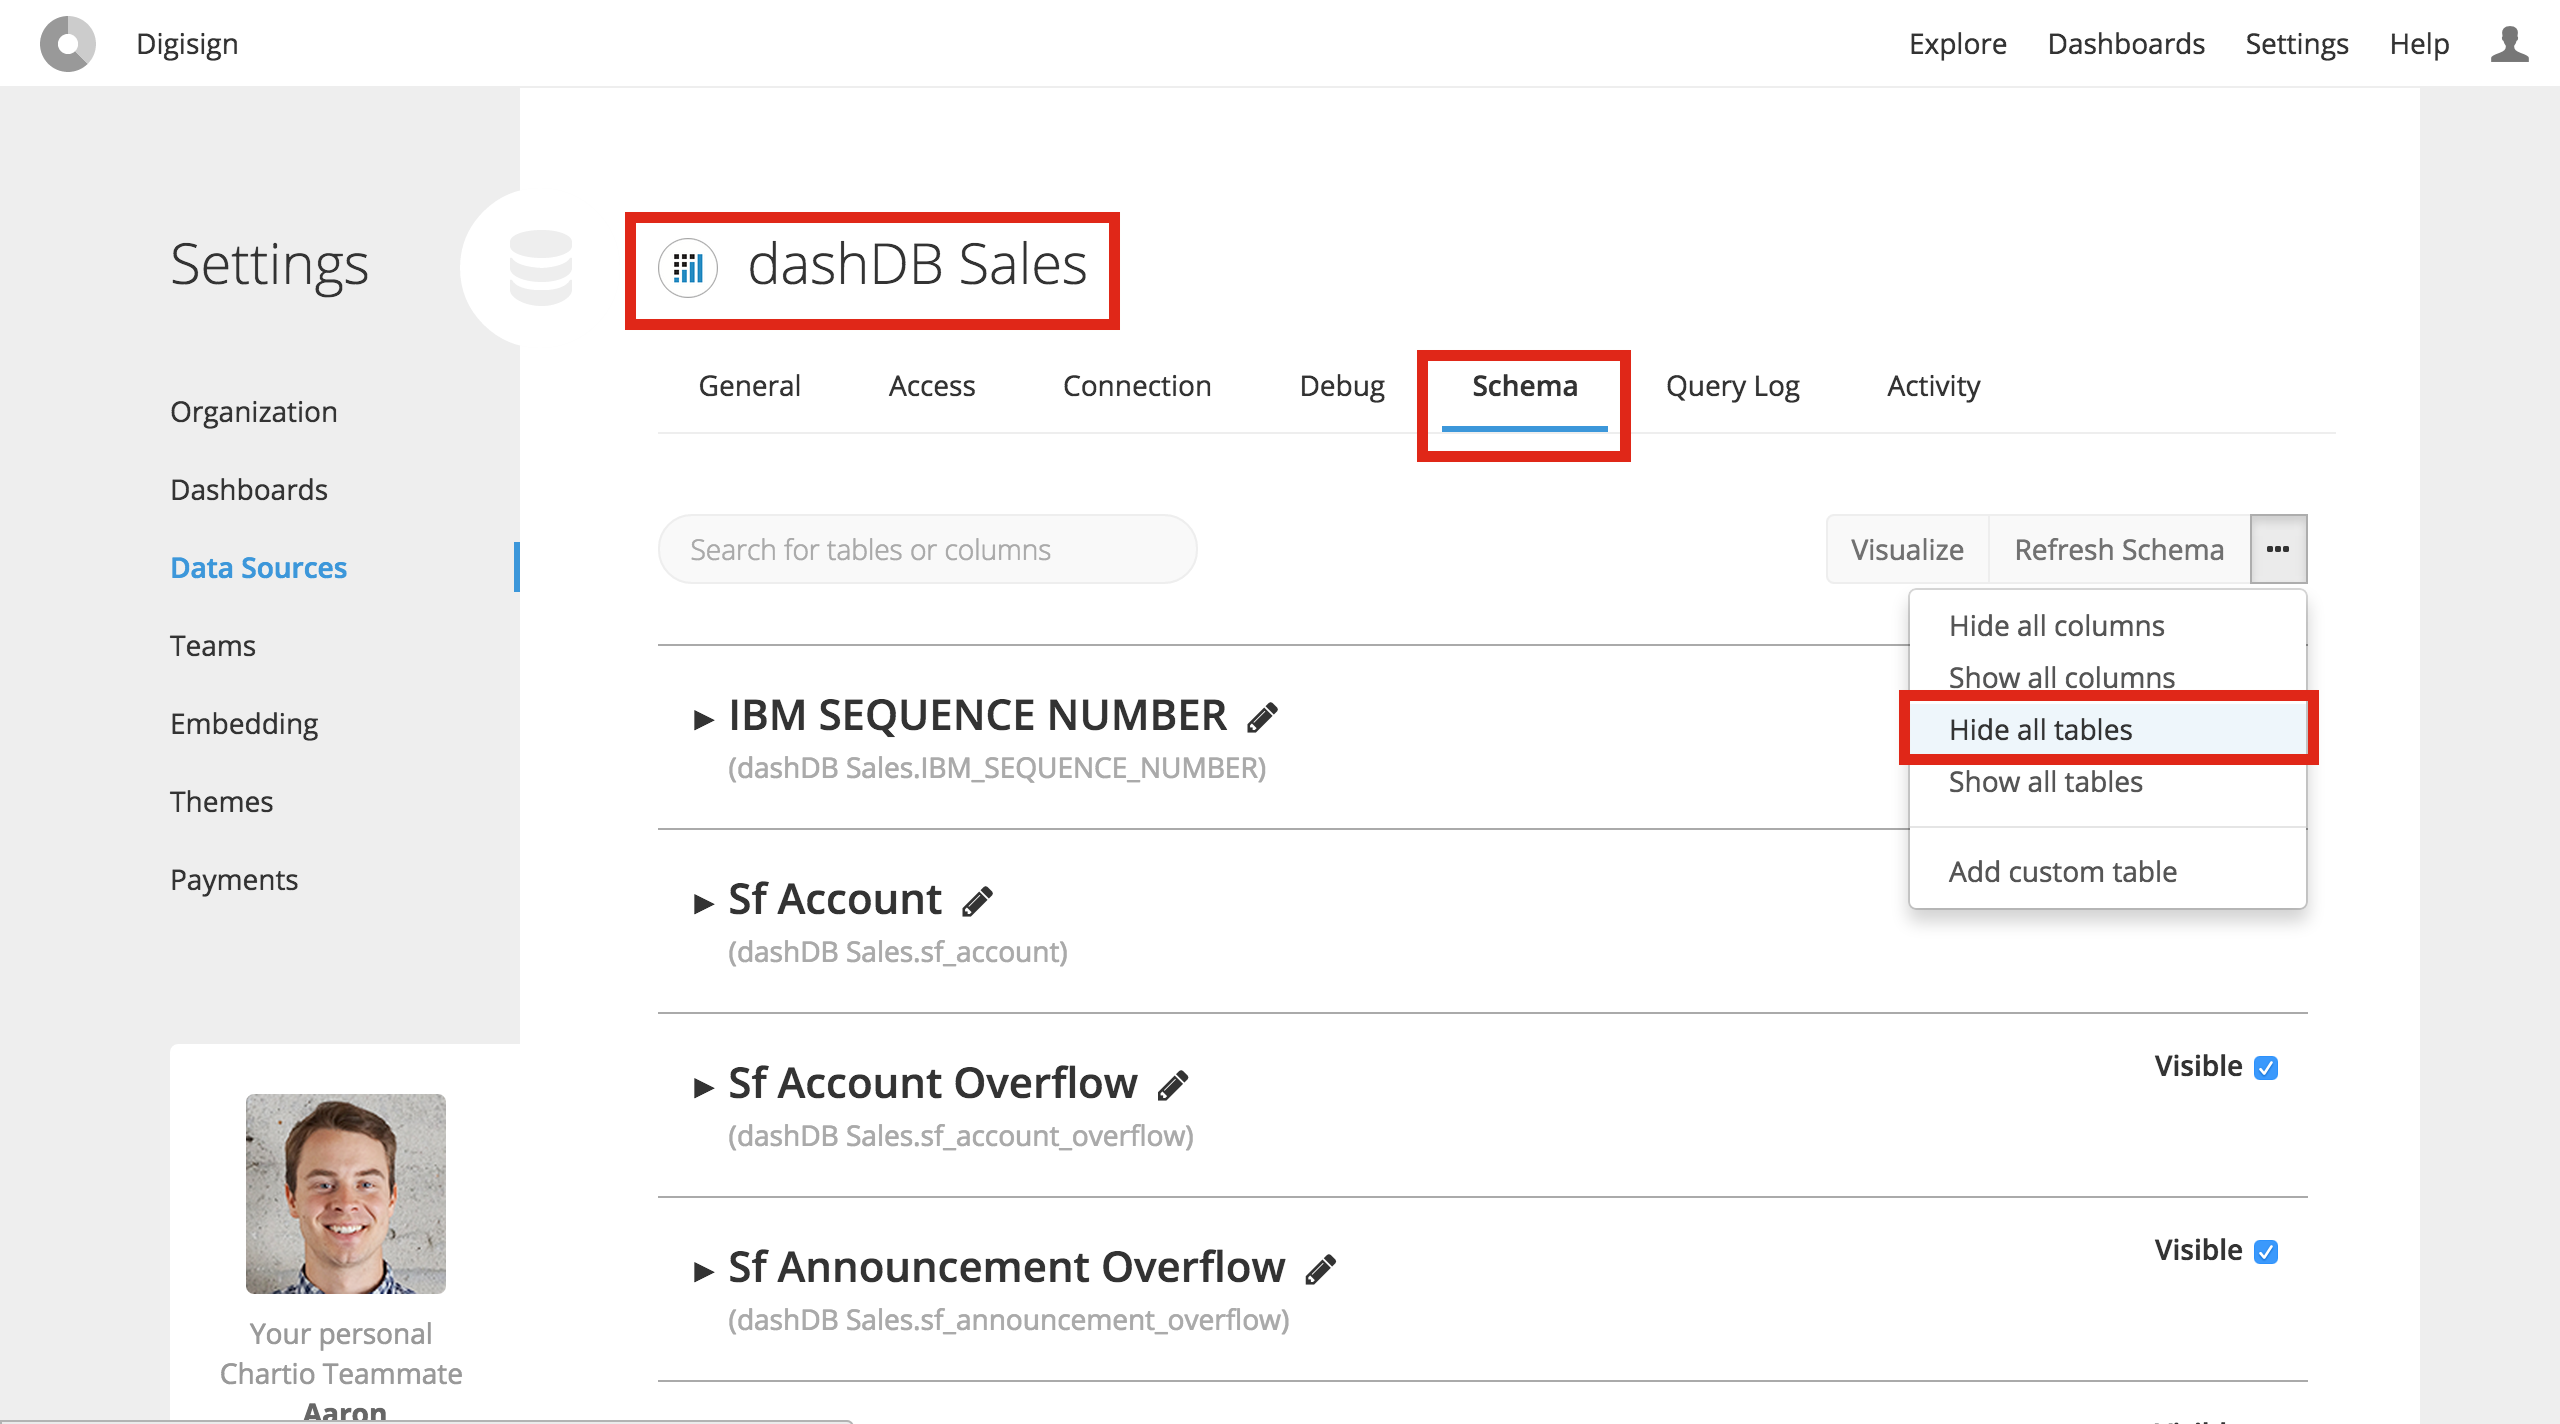 Digisign
Explore
Dashboards
Settings
Help
Settings
Organization
Dashboards
Data Sources
Teams
Embedding
Themes
Payments
Your personal
Chartio Teammate
Aaron
dashDB Sales
General
Access
Connection
Debug
Schema
Query Log
Activity
Search for tables or columns
Visualize
Refresh Schema
Hide all columns
Show all columns
Hide all tables
Show all tables
Add custom table
IBM SEQUENCE NUMBER
(dashDB Sales.IBM_SEQUENCE_NUMBER)
Sf Account
(dashDB Sales.sf_account)
Sf Account Overflow
Visible
(dashDB Sales.sf_account_overflow)
Sf Announcement Overflow
Visible
(dashDB Sales.sf_announcement_overflow)